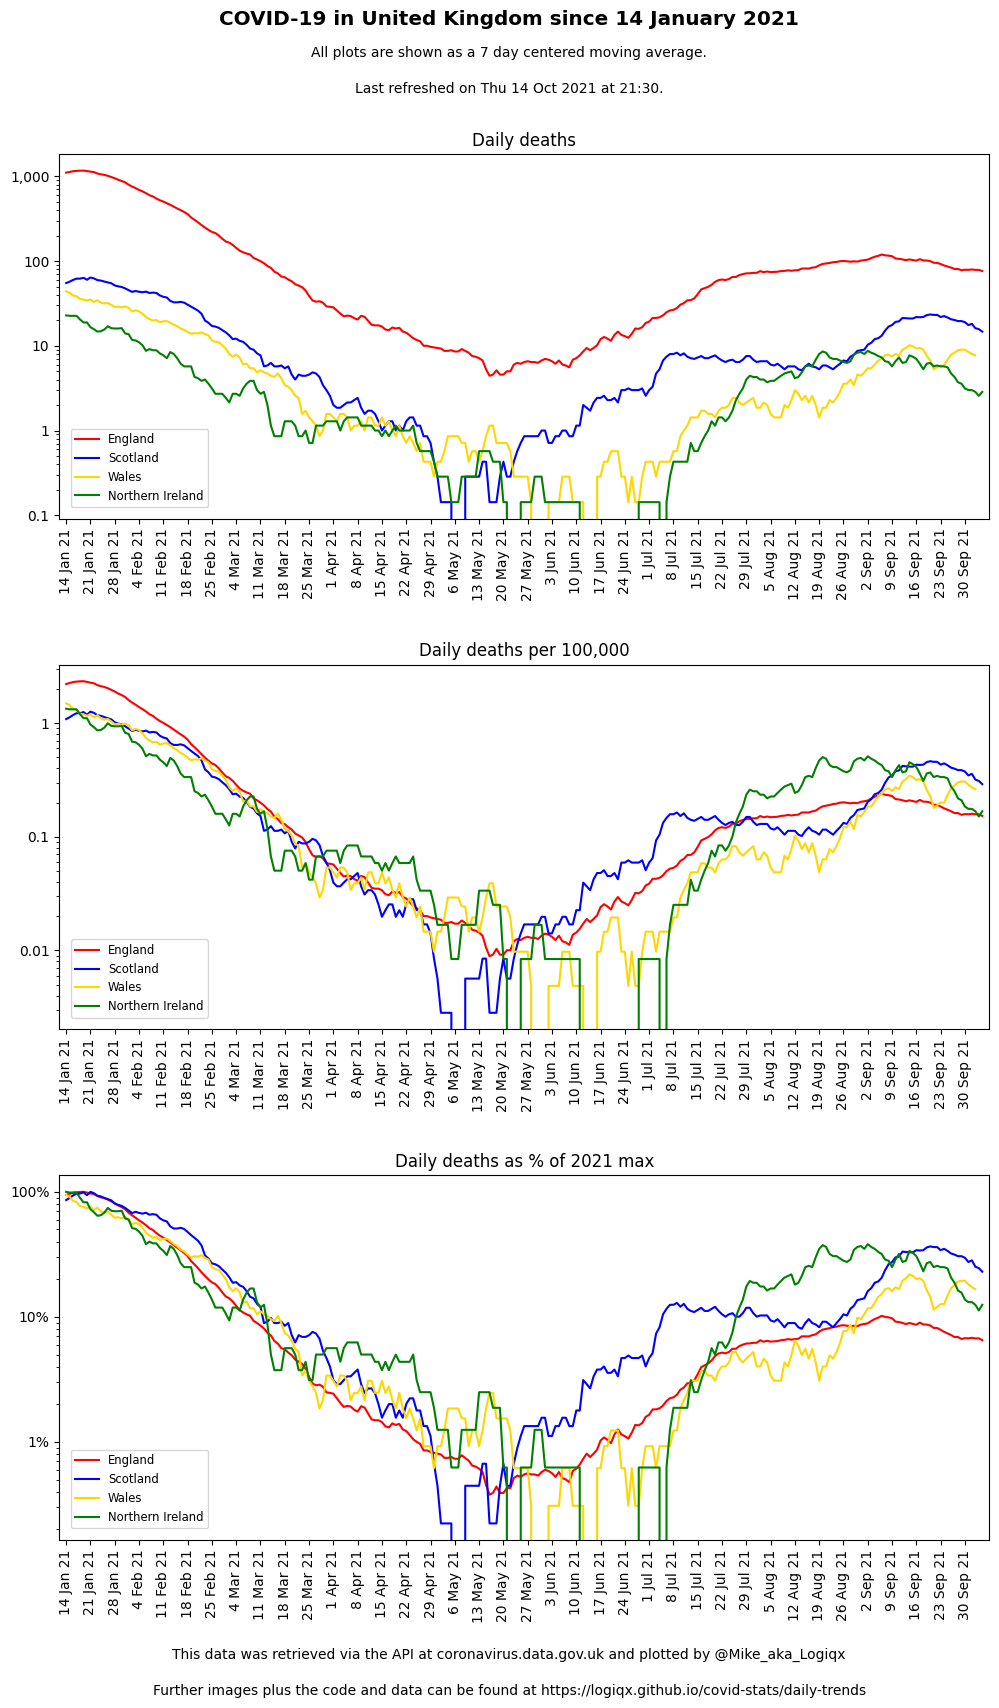 COVID-19 in United Kingdom since 14 January 2021
All plots are shown as a 7 day centered moving average.
Last refreshed on Thu 14 Oct 2021 at 21:30.
Daily deaths
1,000
100
10
1
0.1
England
Scotland
Wales
Northern Ireland
14 Jan 21
21 Jan 21
28 Jan 21
4 Feb 21
11 Feb 21
18 Feb 21
25 Feb 21
4 Mar 21
11 Mar 21
18 Mar 21
25 Mar 21
1 Apr 21
8 Apr 21
15 Apr 21
22 Apr 21
29 Apr 21
6 May 21
13 May 21
20 May 21
27 May 21
3 Jun 21
10 Jun 21
17 Jun 21
24 Jun 21
1 Jul 21
8 Jul 21
15 Jul 21
22 Jul 21
29 Jul 21
5 Aug 21
12 Aug 21
19 Aug 21
26 Aug 21
2 Sep 21
9 Sep 21
16 Sep 21
23 Sep 21
30 Sep 21
Daily deaths per 100,000
1
0.1
0.01
England
Scotland
Wales
Northern Ireland
14 Jan 21
21 Jan 21
28 Jan 21
4 Feb 21
11 Feb 21
18 Feb 21
25 Feb 21
4 Mar 21
11 Mar 21
18 Mar 21
25 Mar 21
1 Apr 21
8 Apr 21
15 Apr 21
22 Apr 21
29 Apr 21
6 May 21
13 May 21
20 May 21
27 May 21
3 Jun 21
10 Jun 21
17 Jun 21
24 Jun 21
1 Jul 21
8 Jul 21
15 Jul 21
22 Jul 21
29 Jul 21
5 Aug 21
12 Aug 21
19 Aug 21
26 Aug 21
2 Sep 21
9 Sep 21
16 Sep 21
23 Sep 21
30 Sep 21
Daily deaths as % of 2021 max
100%
10%
1%
England
Scotland
Wales
Northern Ireland
14 Jan 21
21 Jan 21
28 Jan 21
4 Feb 21
11 Feb 21
18 Feb 21
25 Feb 21
4 Mar 21
11 Mar 21
18 Mar 21
25 Mar 21
1 Apr 21
8 Apr 21
15 Apr 21
22 Apr 21
29 Apr 21
6 May 21
13 May 21
20 May 21
27 May 21
3 Jun 21
10 Jun 21
17 Jun 21
24 Jun 21
1 Jul 21
8 Jul 21
15 Jul 21
22 Jul 21
29 Jul 21
5 Aug 21
12 Aug 21
19 Aug 21
26 Aug 21
2 Sep 21
9 Sep 21
16 Sep 21
23 Sep 21
30 Sep 21
This data was retrieved via the API at coronavirus.data.gov.uk and plotted by @Mike_aka_Logiqx
Further images plus the code and data can be found at https://logiqx.github.io/covid-stats/daily-trends